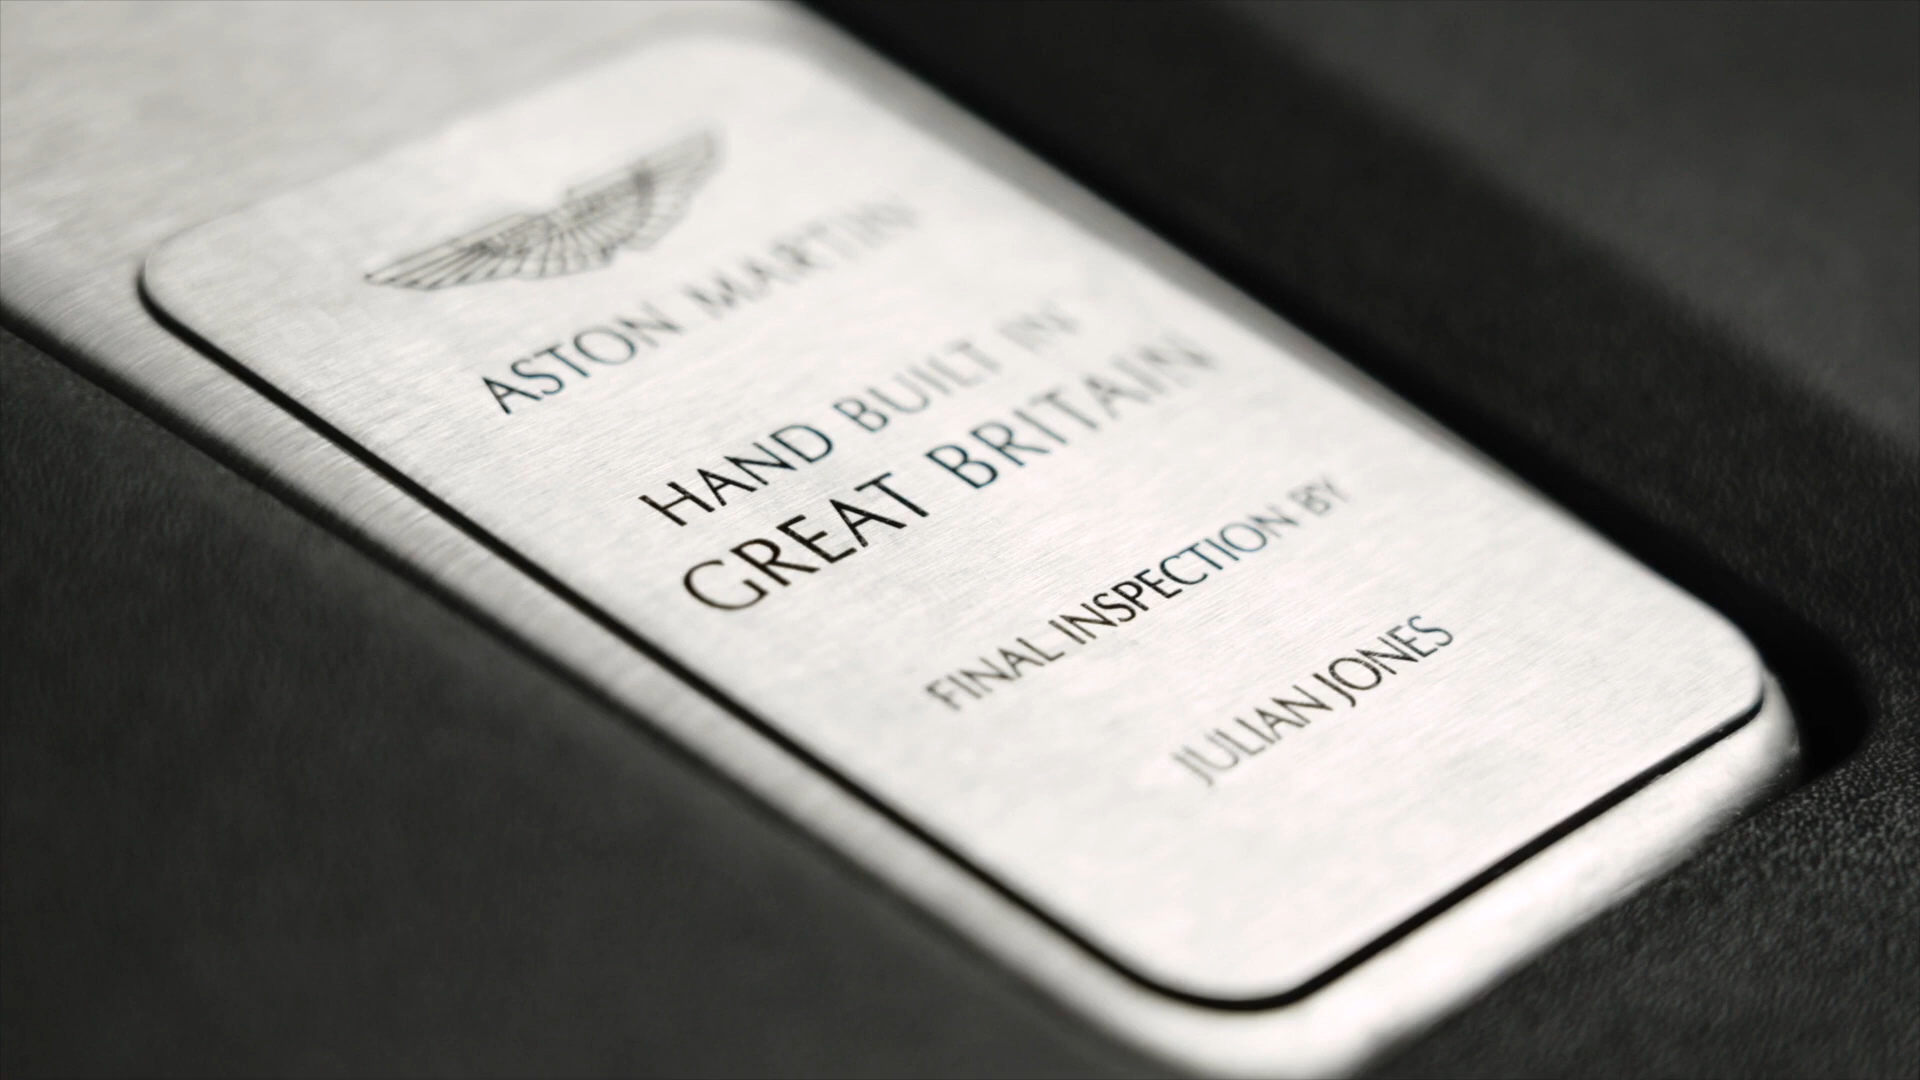 ASTON MARTIN
HAND BUILT IN
GREAT BRITAIN
FINAL INSPECTION BY
JULIAN JONES